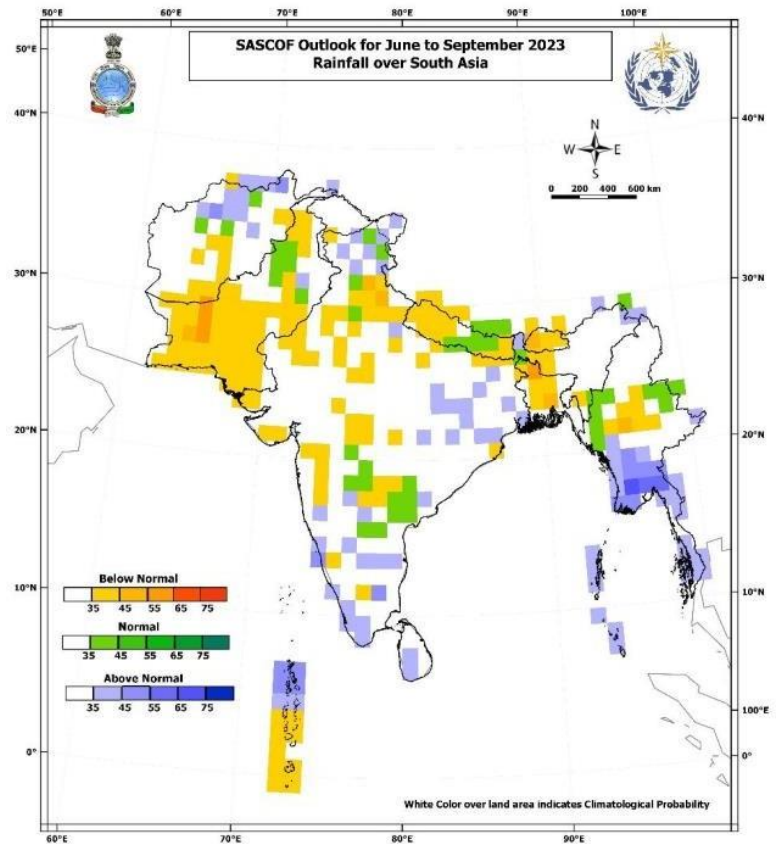 50°E 60°E 70°E 80°E 90°E 100°E
SASCOF Outlook for June to September 2023
Rainfall over South Asia
50°N
40°N
40°N
N
W E
S
0 200 400 600 km
30°N
30°N
20°N
20°N
10°N
10°N
Below Normal
35 45 55 65 75
Normal
35 45 55 65 75
Above Normal
35 45 55 65 75
100°E
0°
0°
White Color over land area indicates Climatological Probability
60°E 70°E 80°E 90°E